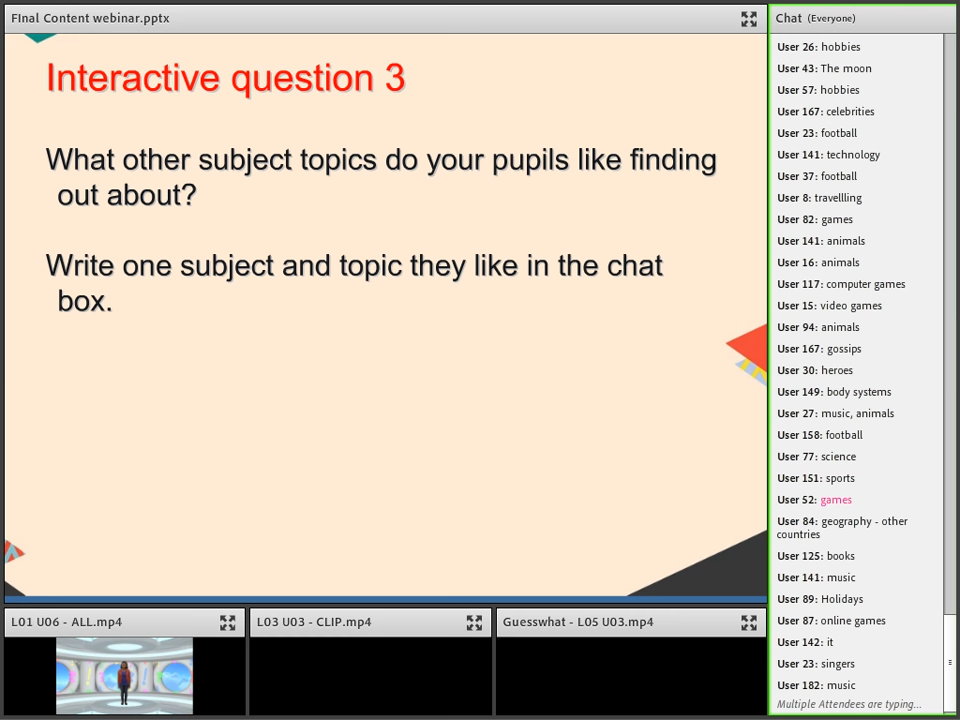 FInal Content webinar.pptx
Interactive question 3
What other subject topics do your pupils like finding
out about?
Write one subject and topic they like in the chat
box.
L01 U06 - ALL.mp4
L03 U03 - CLIP.mp4
Guesswhat - L05 U03.mp4
Chat (Everyone)
User 26: hobbies
User 43: The moon
User 57: hobbies
User 167: celebrities
User 23: football
User 141: technology
User 37: football
User 8: travellling
User 82: games
User 141: animals
User 16: animals
User 117: computer games
User 15: video games
User 94: animals
User 167: gossips
User 30: heroes
User 149: body systems
User 27: music, animals
User 158: football
User 77: science
User 151: sports
User 52: games
User 84: geography - other
countries
User 125: books
User 141: music
User 89: Holidays
User 87: online games
User 142: it
User 23: singers
User 182: music
Multiple Attendees are typing...